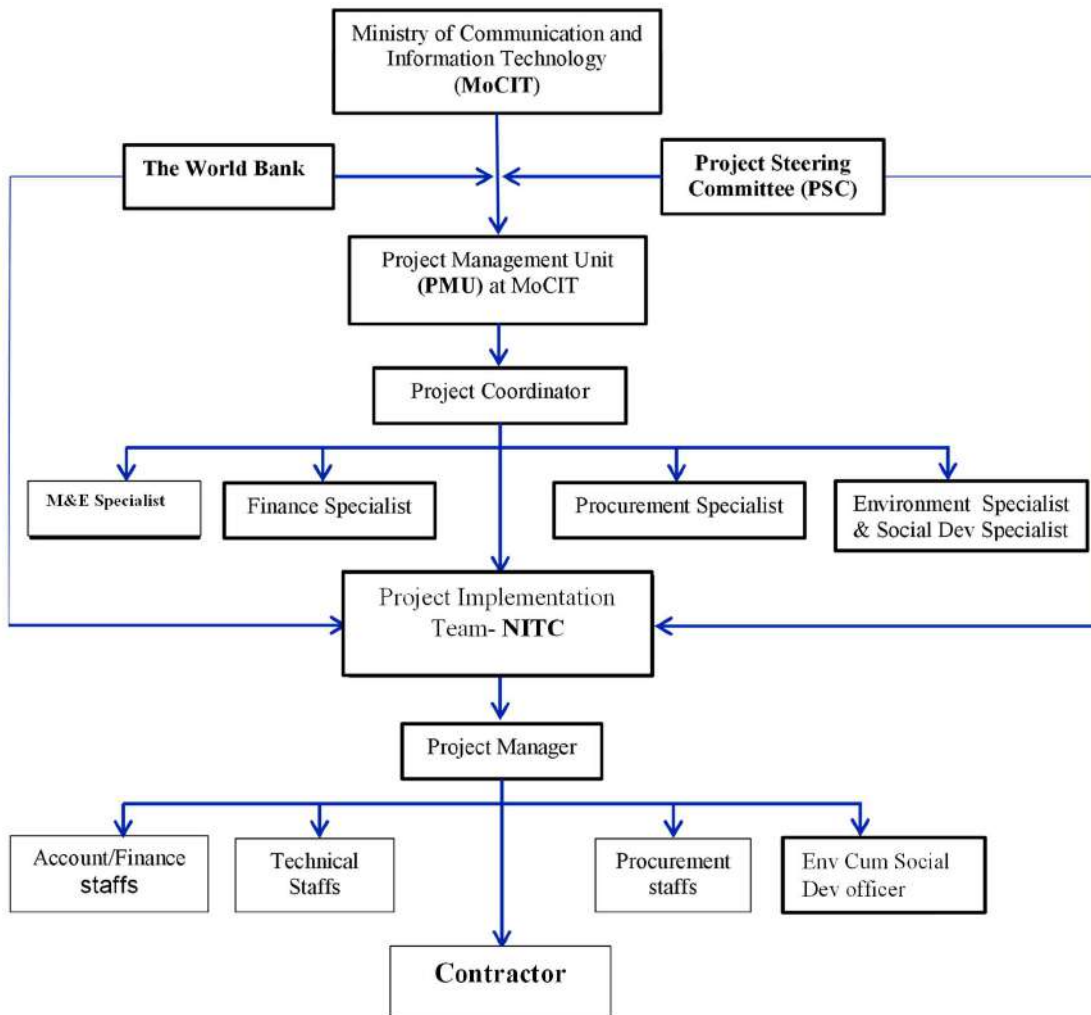 Ministry of Communication and
Information Technology
(MoCIT)
The World Bank
Project Steering
Committee (PSC)
Project Management Unit
(PMU) at MoCIT
Project Coordinator
M&E Specialist
Finance Specialist
Procurement Specialist
Environment Specialist
& Social Dev Specialist
Project Implementation
Team- NITC
Project Manager
Account/Finance
staffs
Technical
Staffs
Procurement
staffs
Env Cum Social
Dev officer
Contractor